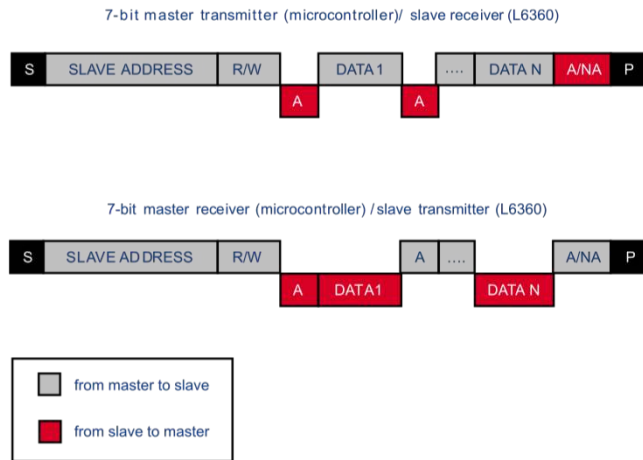 7-bit master transmitter (microcontroller)/ slave receiver (L6360)
S SLAVE ADDRESS R/W DATA 1 .... DATA N A/NA P
A A
7-bit master receiver (microcontroller) / slave transmitter (L6360)
S SLAVE ADDRESS R/W A .... A/NA P
A DATA1 DATA N
from master to slave
from slave to master